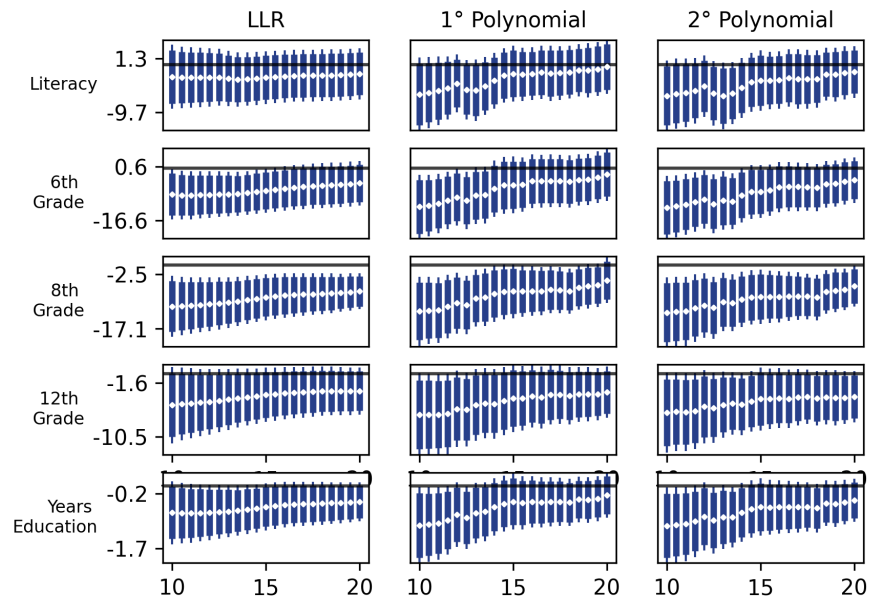 LLR 1° Polynomial 2° Polynomial
Literacy
1.3
-9.7
6th
Grade
0.6
-16.6
8th
Grade
-2.5
-17.1
12th
Grade
-1.6
-10.5
Years
Education
-0.2
-1.7
10 15 20 10 15 20 10 15 20